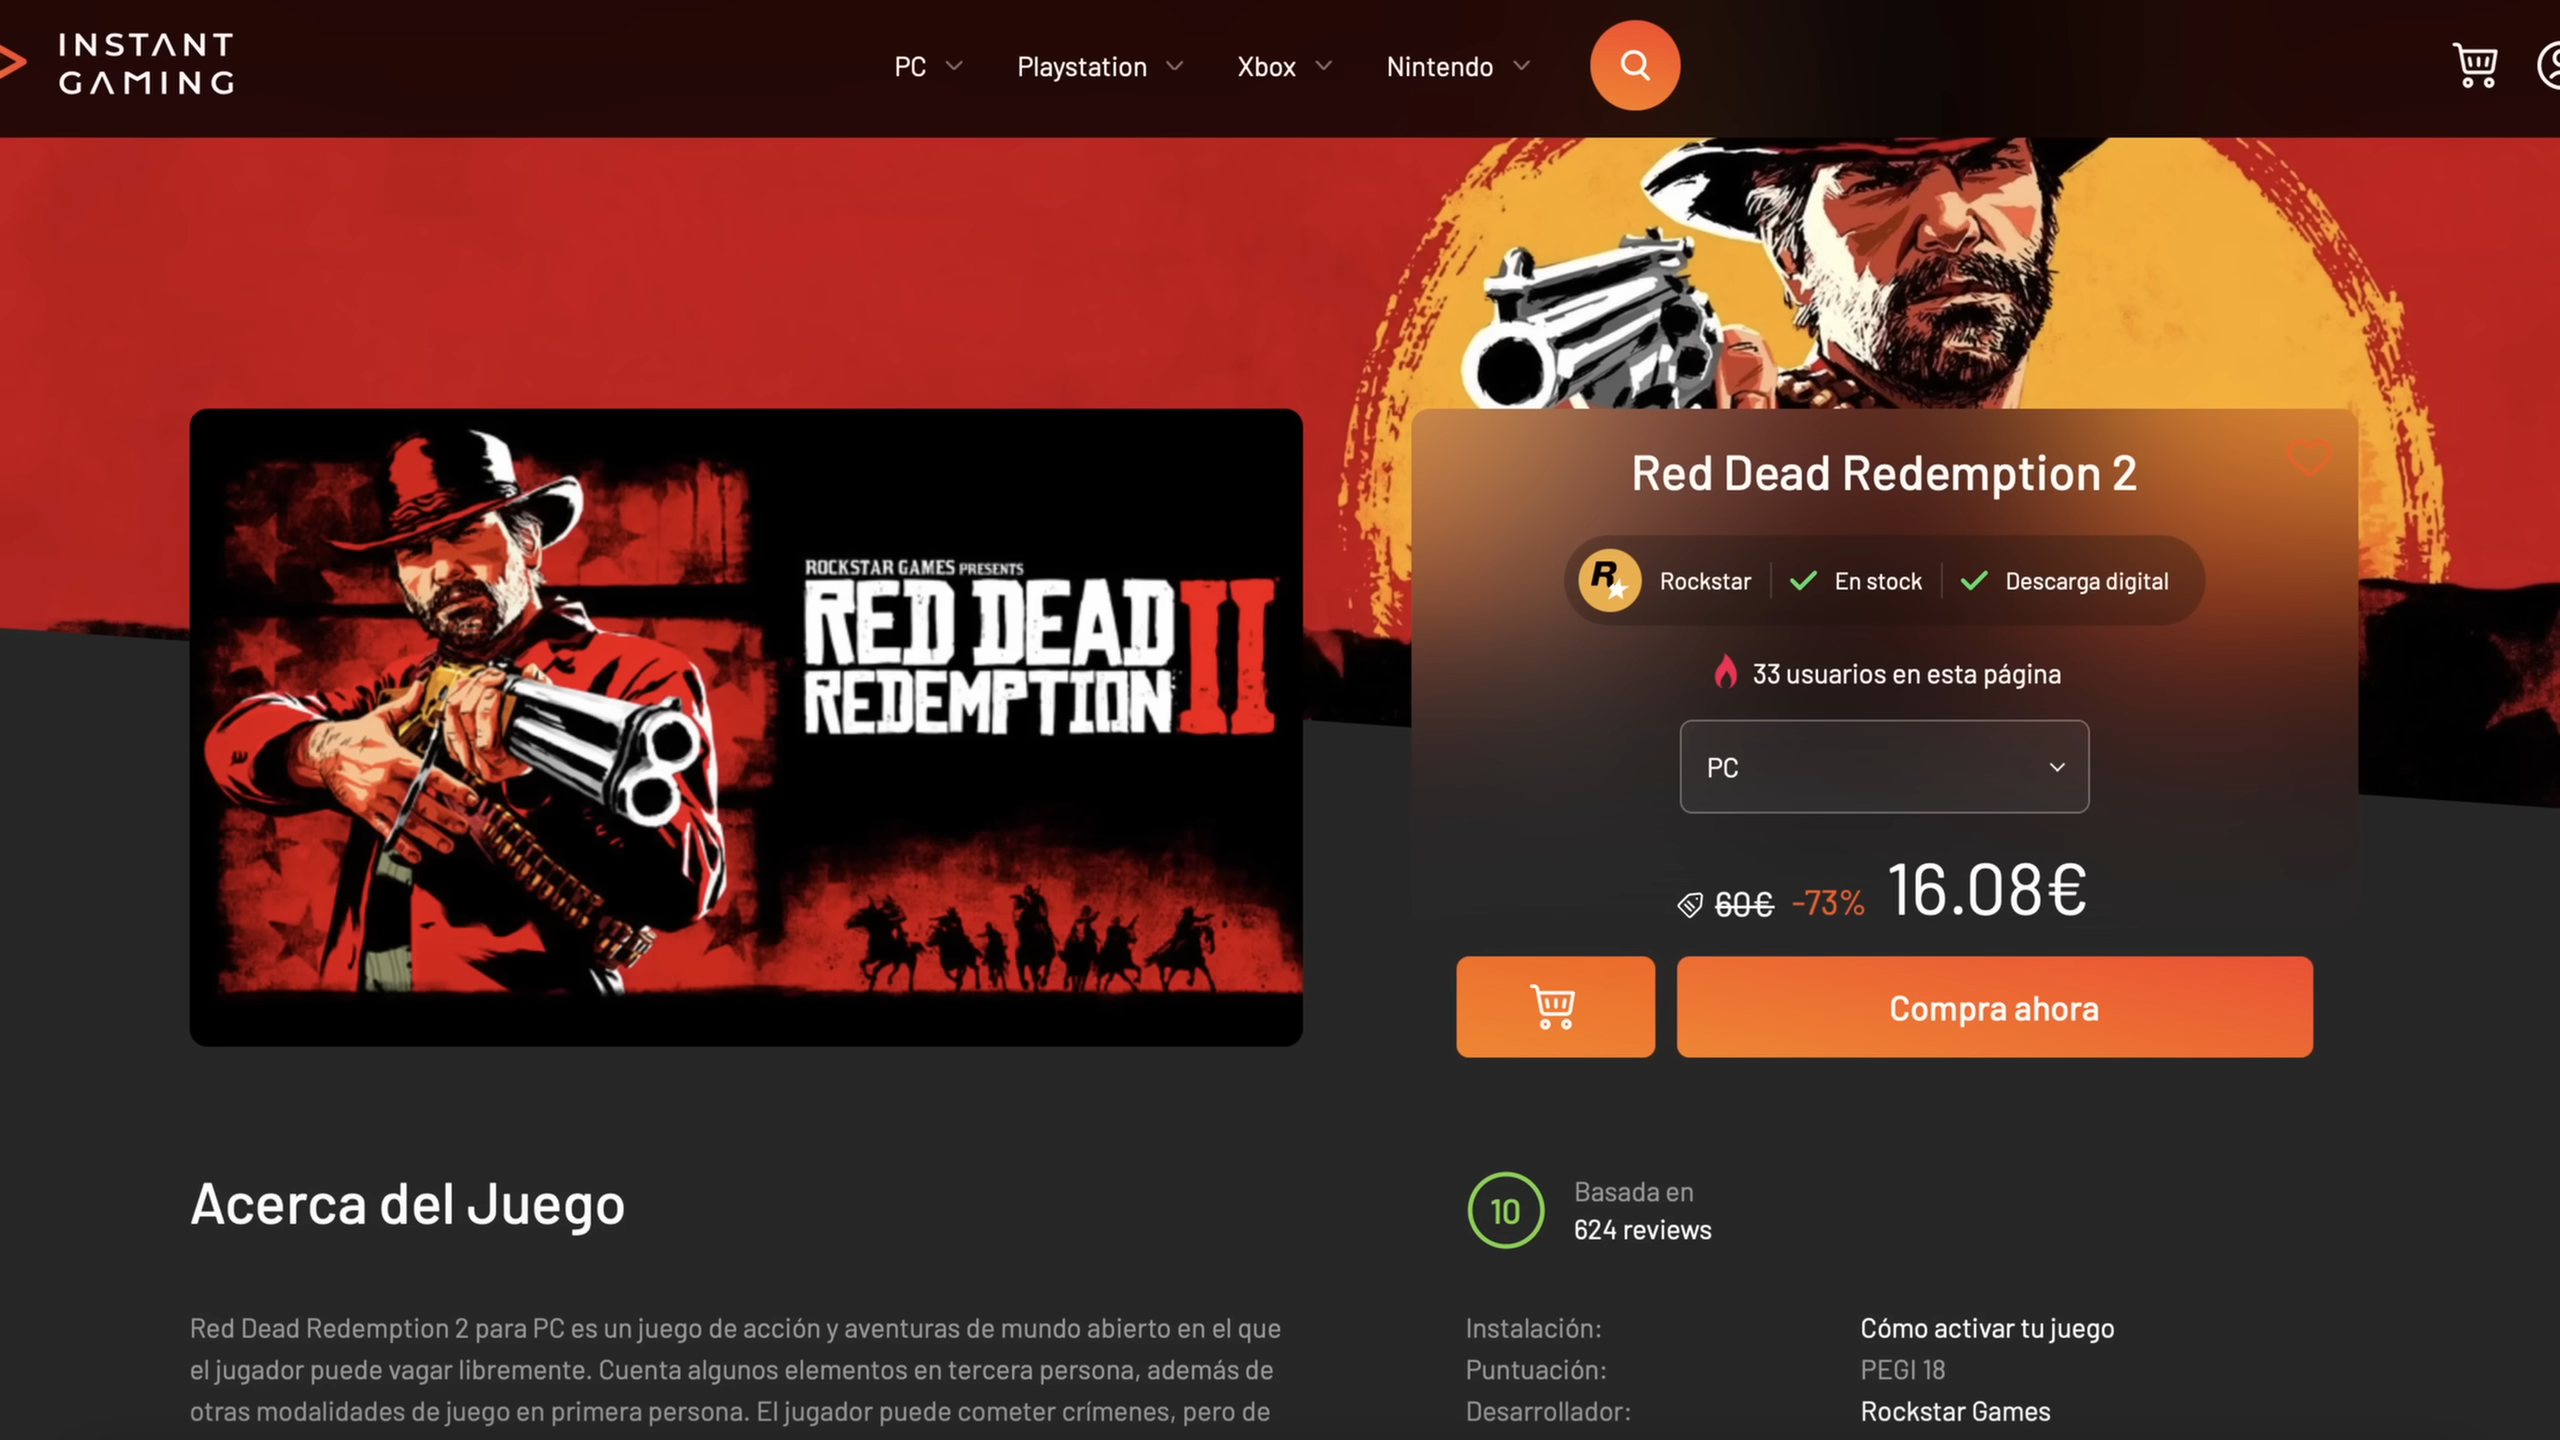 INSTANT
GAMING
PC
Playstation
Xbox
Nintendo
ROCKSTAR GAMES PRESENTS
RED DEAD
REDEMPTION II
Red Dead Redemption 2
R
Rockstar
En stock
Descarga digital
33 usuarios en esta página
PC
60€ -73% 16.08€
Compra ahora
Acerca del Juego
Red Dead Redemption 2 para PC es un juego de acción y aventuras de mundo abierto en el que
el jugador puede vagar libremente. Cuenta algunos elementos en tercera persona, además de
otras modalidades de juego en primera persona. El jugador puede cometer crímenes, pero de
10
Basada en
624 reviews
Instalación: Cómo activar tu juego
Puntuación: PEGI 18
Desarrollador: Rockstar Games